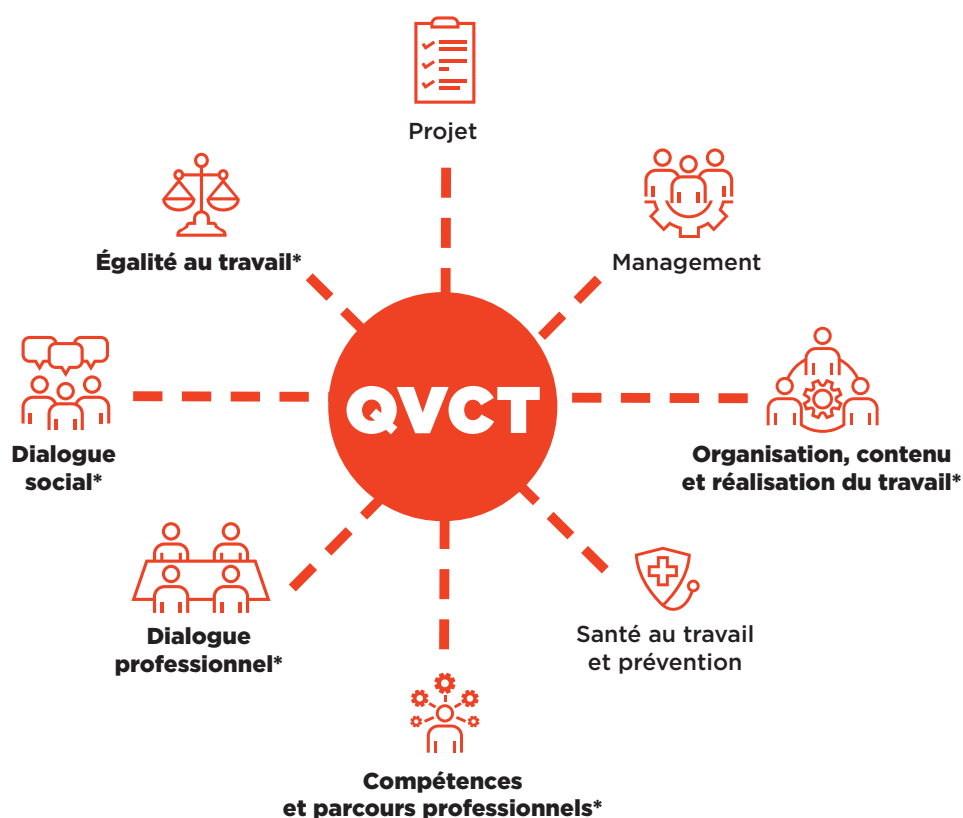 Projet
Égalité au travail*
Management
QVCT
Dialogue
social*
Organisation, contenu
et réalisation du travail*
Dialogue
professionnel*
Santé au travail
et prévention
Compétences
et parcours professionnels*